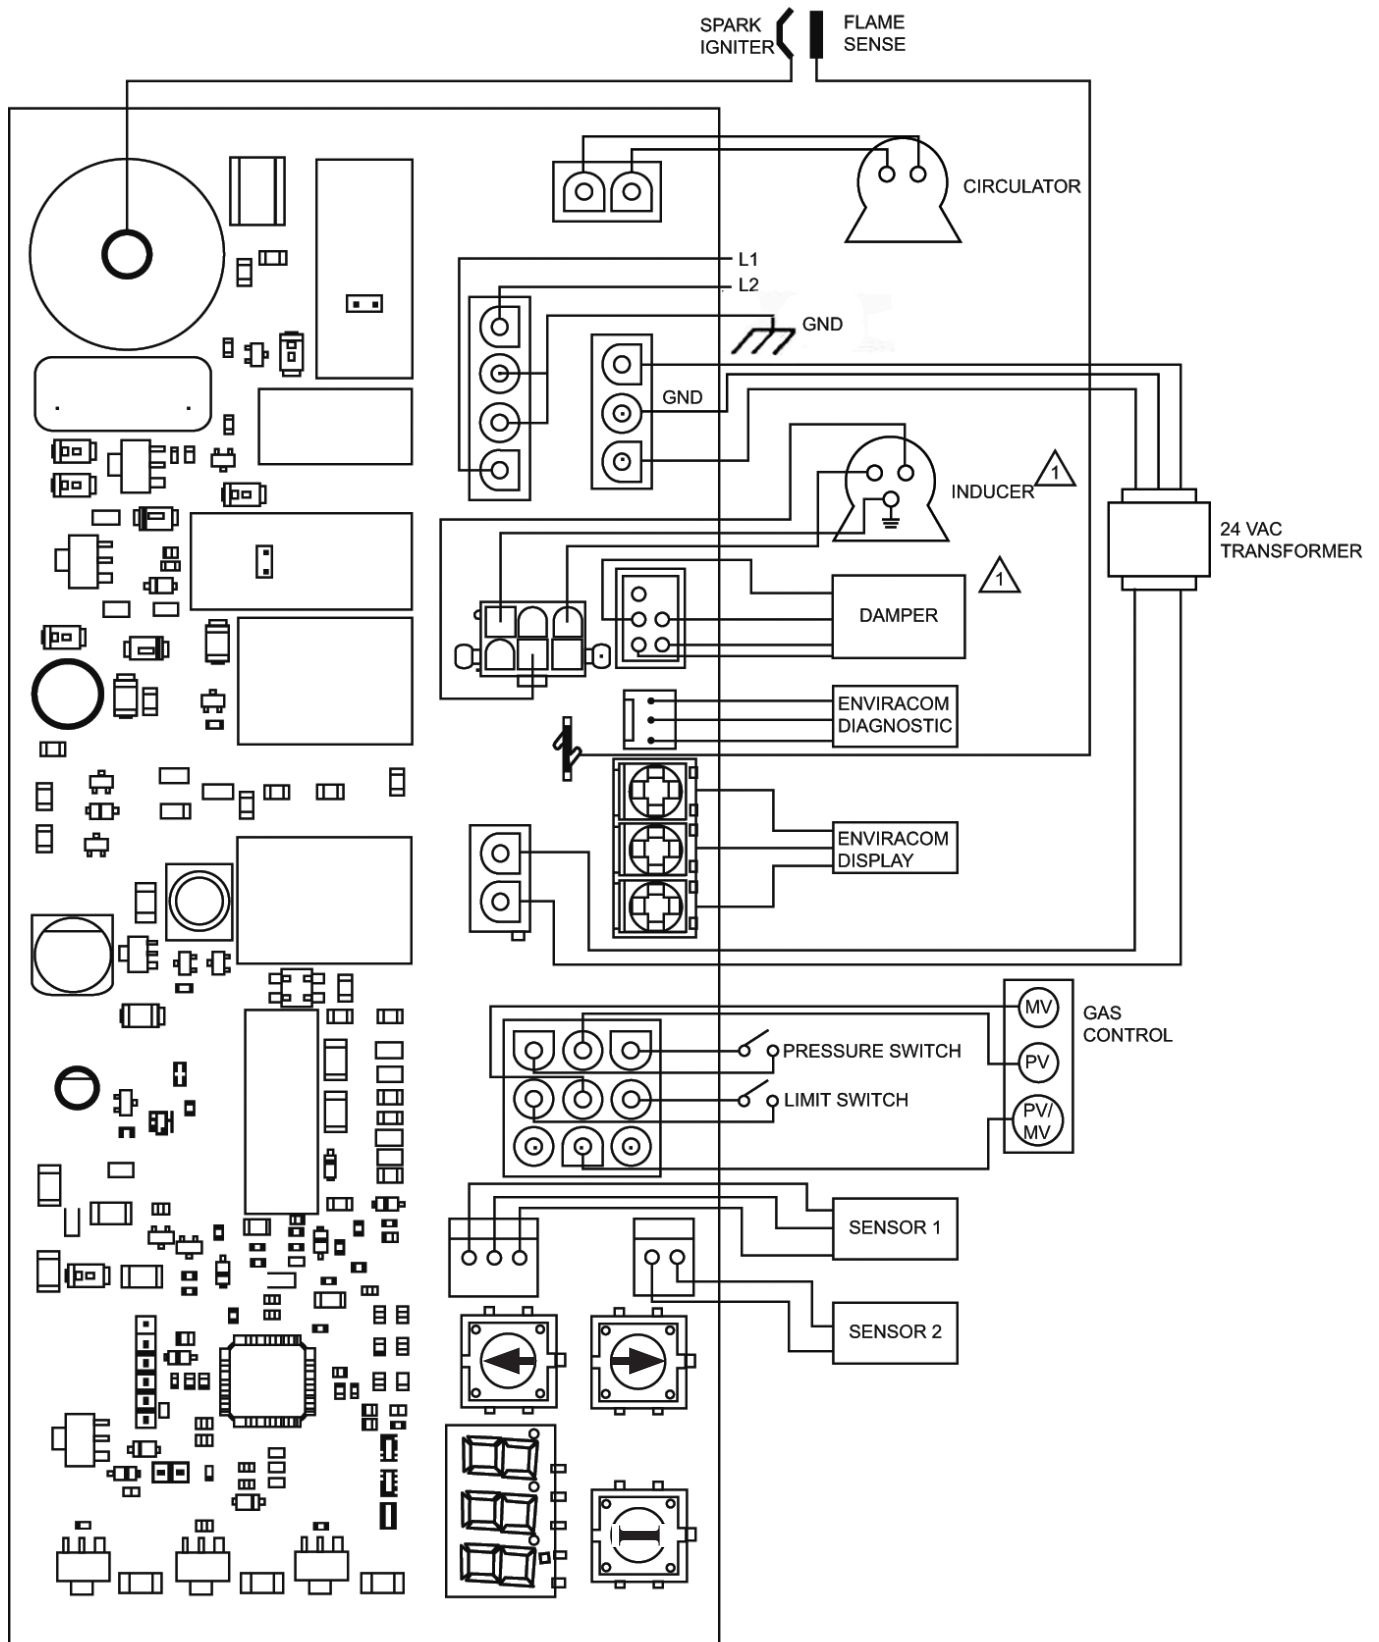 SPARK
IGNITER
FLAME
SENSE
CIRCULATOR
L1
L2
GND
GND
INDUCER
1
24 VAC
TRANSFORMER
1
DAMPER
ENVIRACOM
DIAGNOSTIC
ENVIRACOM
DISPLAY
MV
GAS
CONTROL
PRESSURE SWITCH
PV
LIMIT SWITCH
PV/
MV
SENSOR 1
SENSOR 2